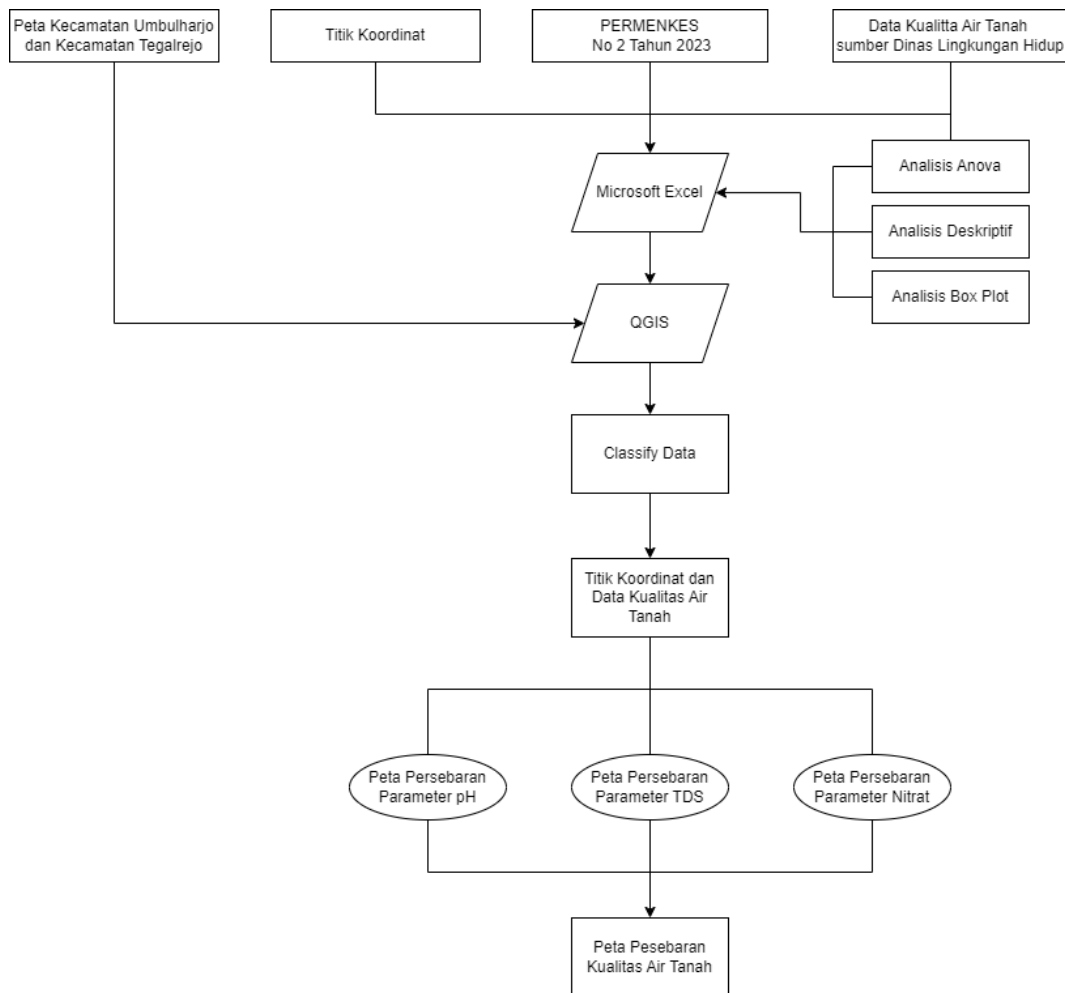 Peta Kecamatan Umbulharjo
dan Kecamatan Tegalrejo
Titik Koordinat
PERMENKES
No 2 Tahun 2023
Data Kualitta Air Tanah
sumber Dinas Lingkungan Hidup
Analisis Anova
Microsoft Excel
Analisis Deskriptif
Analisis Box Plot
QGIS
Classify Data
Titik Koordinat dan
Data Kualitas Air
Tanah
Peta Persebaran
Parameter pH
Peta Persebaran
Parameter TDS
Peta Persebaran
Parameter Nitrat
Peta Pesebaran
Kualitas Air Tanah